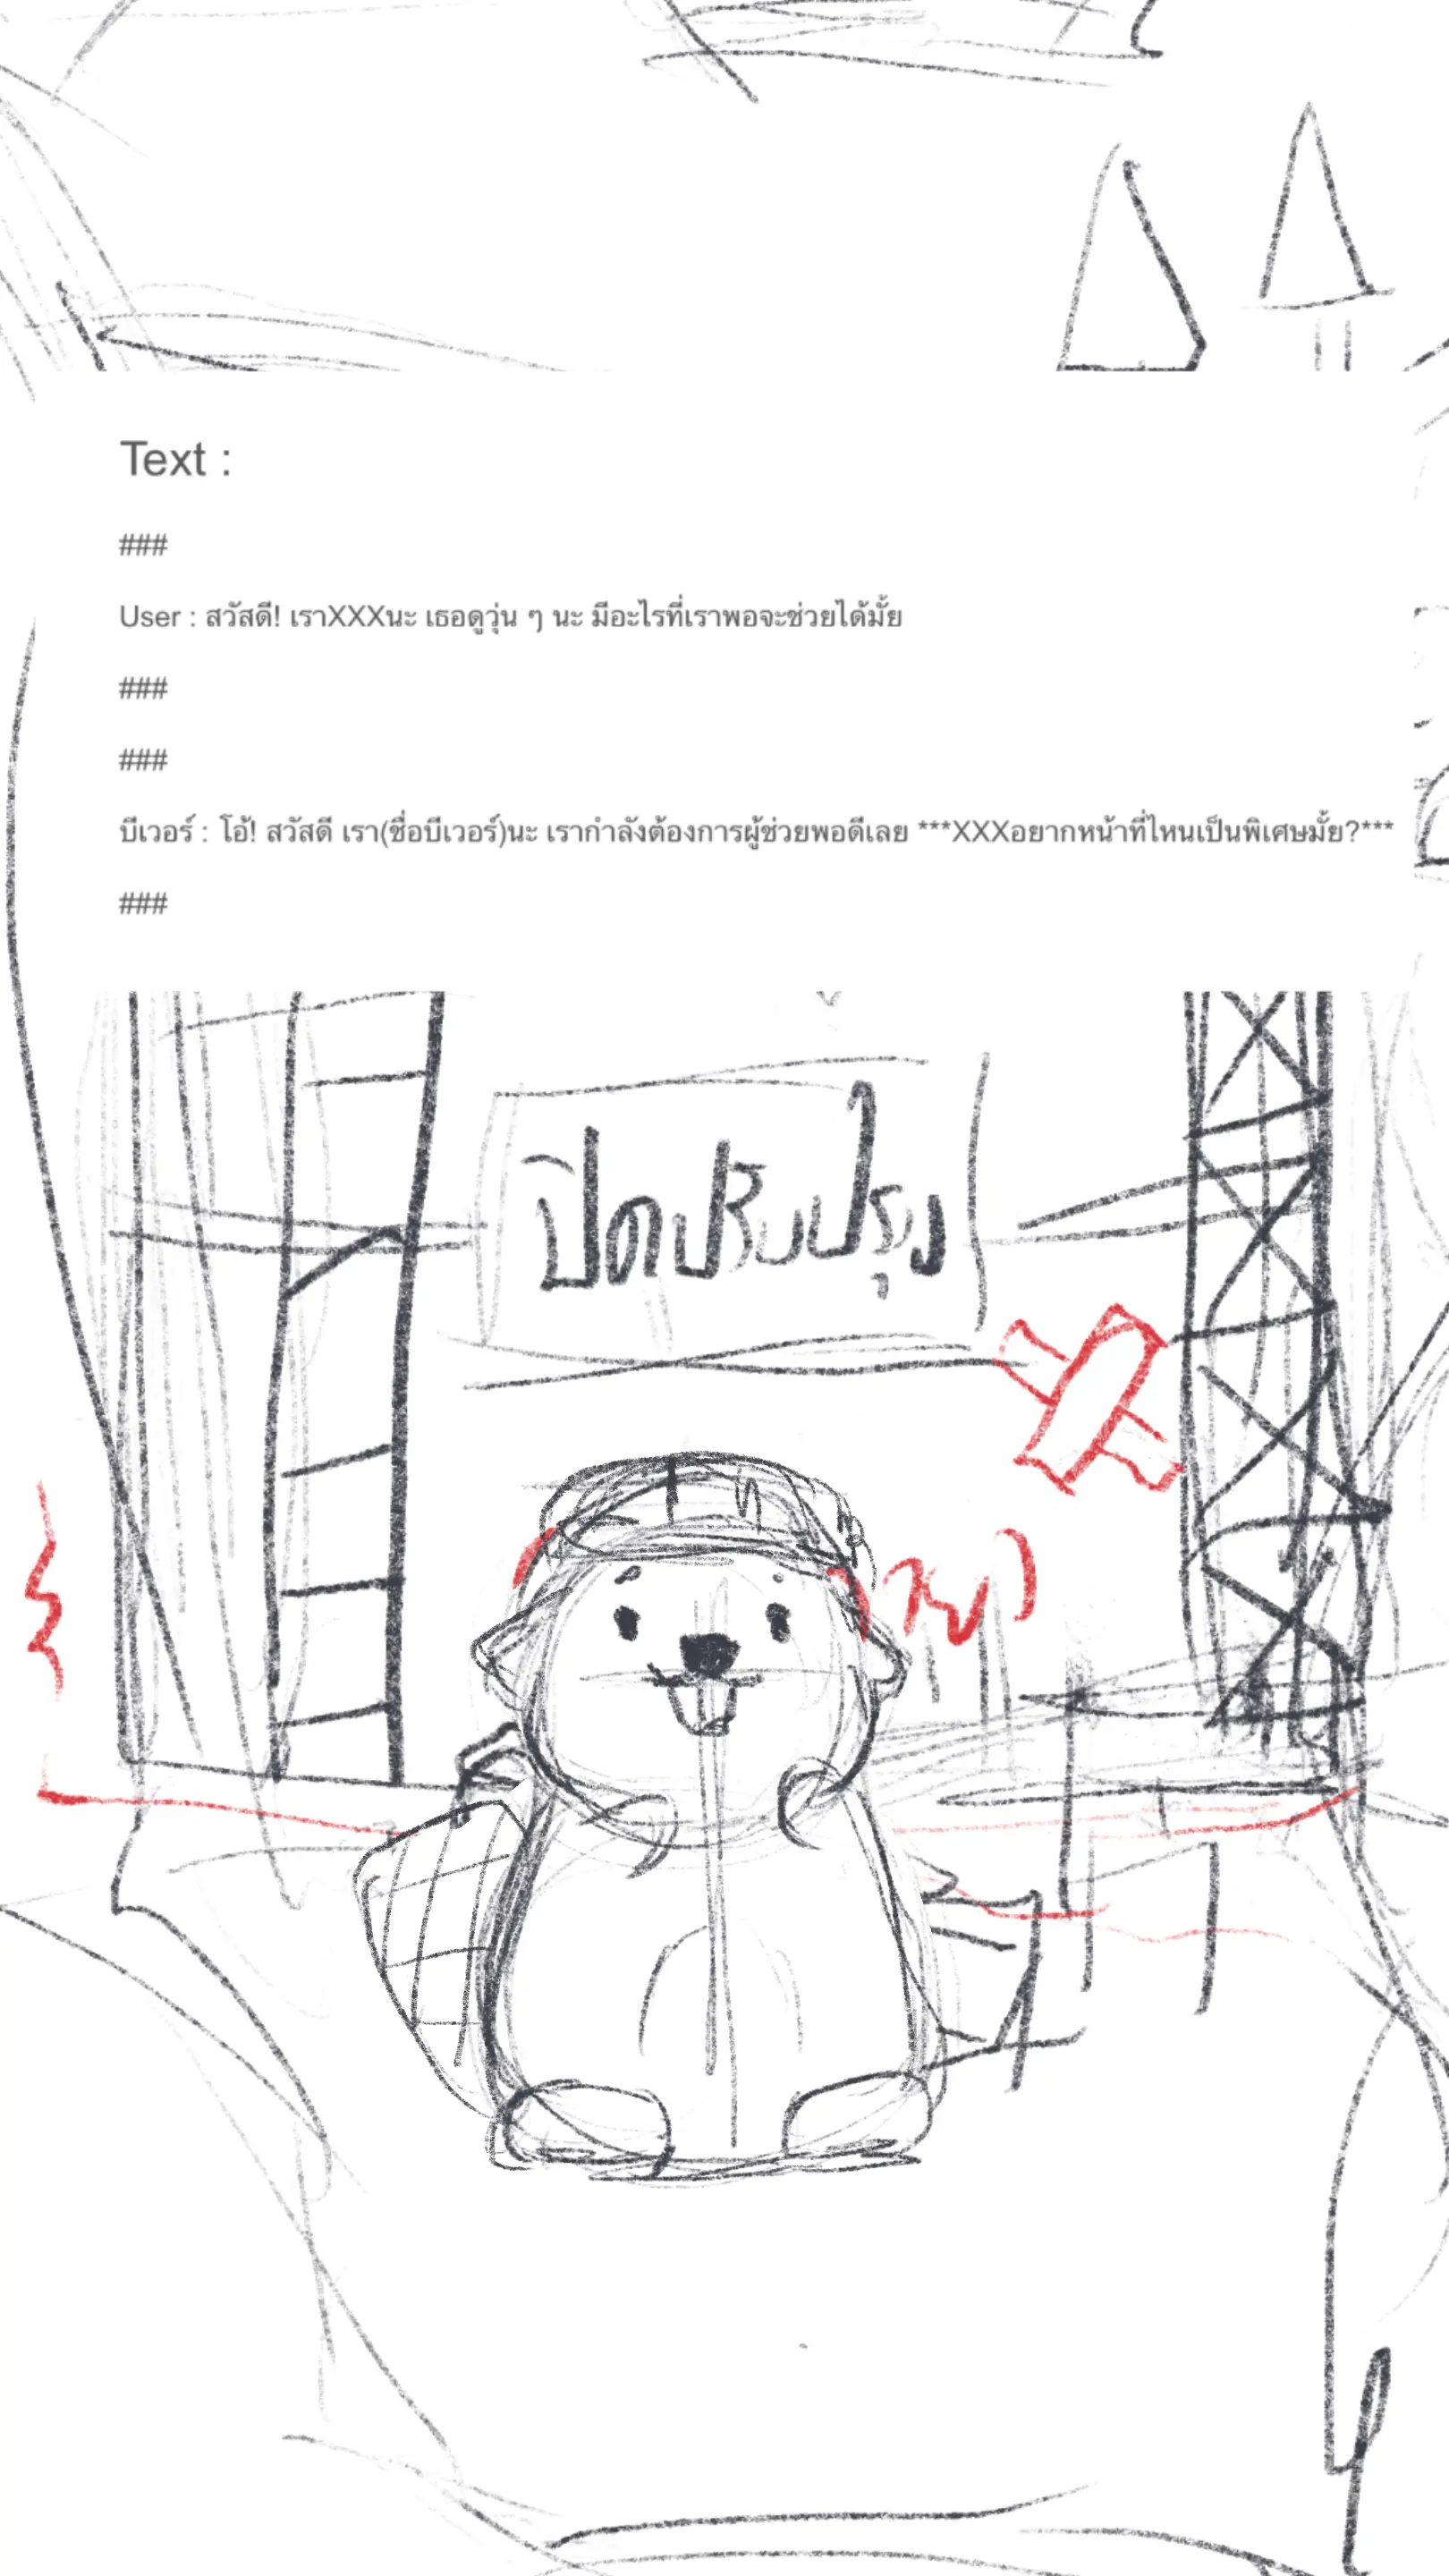 Text :
###
User : สวัสดี! เราXXXนะ เธอดูวุ่น ๆ นะ มีอะไรที่เราพอจะช่วยได้มั้ย
###
###
บีเวอร์ : โอ้! สวัสดี เรา(ชื่อบีเวอร์)นะ เรากำลังต้องการผู้ช่วยพอดีเลย ***XXXอยากหน้าที่ไหนเป็นพิเศษมั้ย?***
###
ปิดปรับปรุง